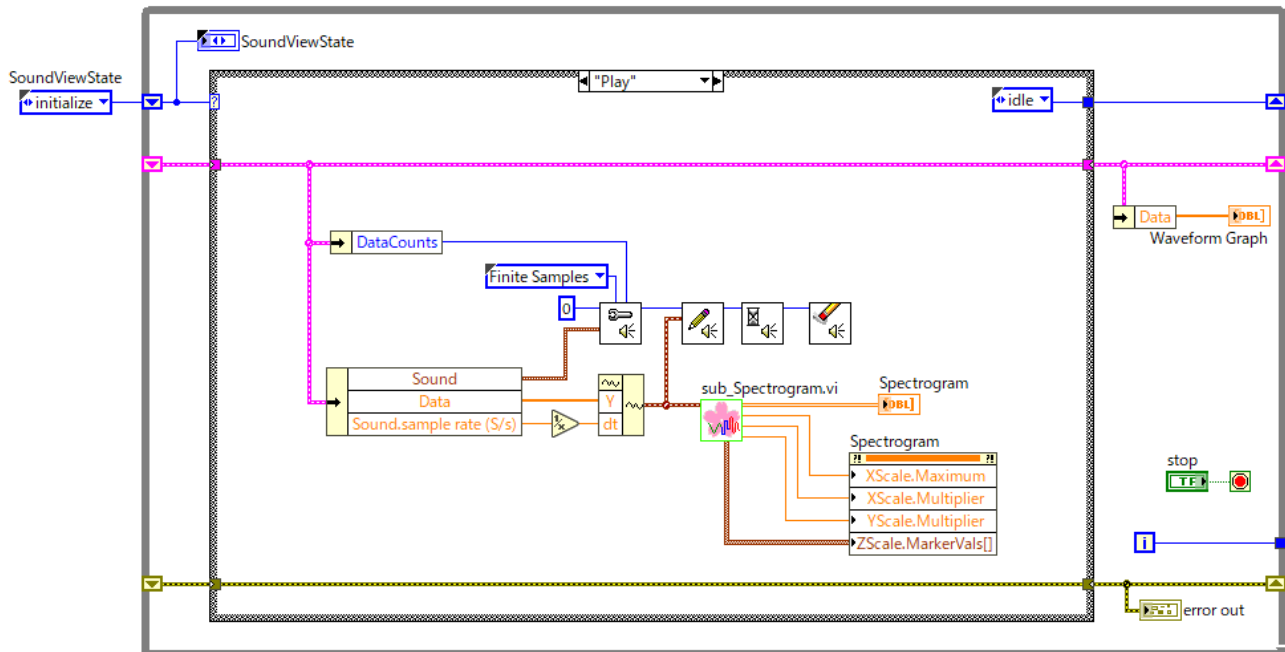 SoundViewState
SoundViewState
initialize
"Play"
idle
?
Data
DBL]
Waveform Graph
DataCounts
Finite Samples
0
Sound
Data
Sound.sample rate (S/s)
Y
dt
sub_Spectrogram.vi
Spectrogram
DBL]
Spectrogram
XScale.Maximum
XScale.Multiplier
YScale.Multiplier
ZScale.MarkerVals[]
stop
TF
i
error out